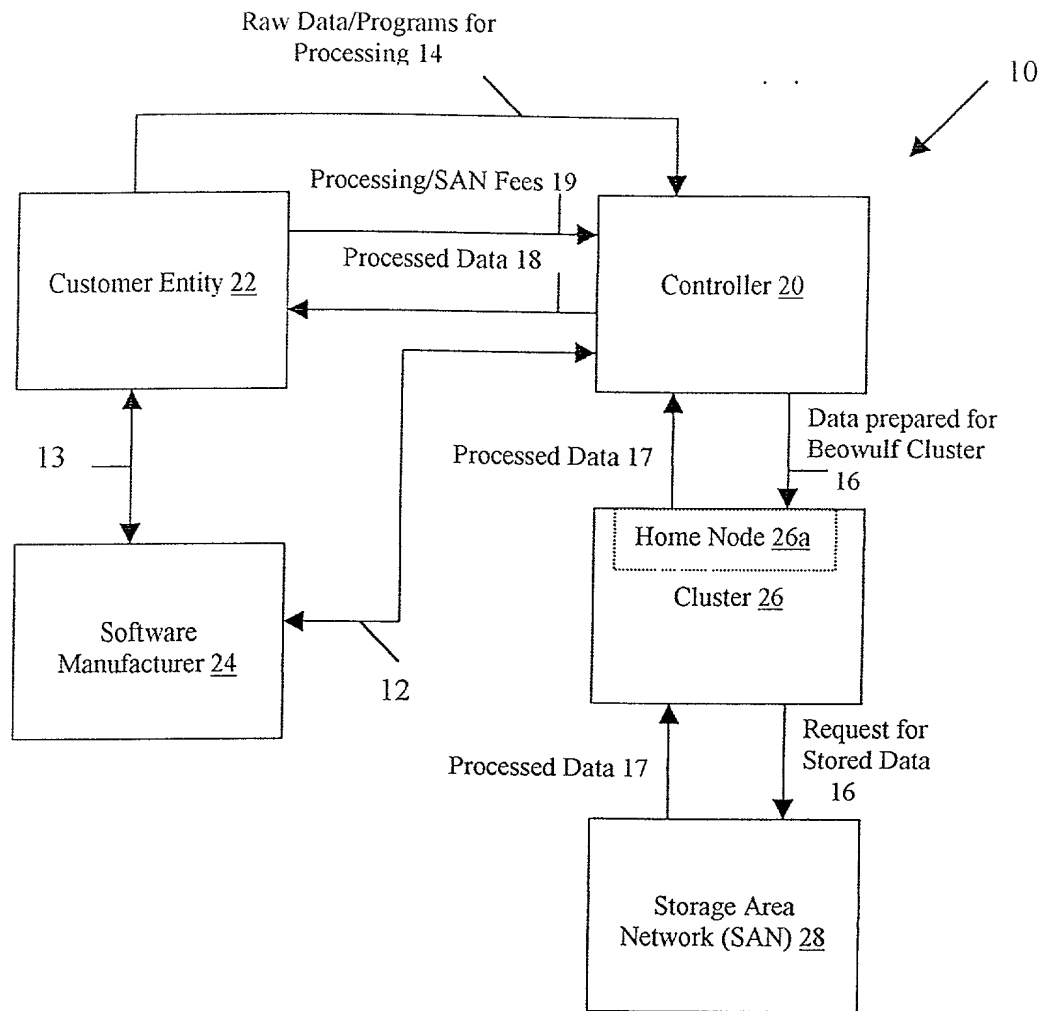 Raw Data/Programs for
Processing 14
10
Processing/SAN Fees 19
Processed Data 18
Customer Entity 22
Controller 20
13
Processed Data 17
Data prepared for
Beowulf Cluster
16
Home Node 26a
Cluster 26
Software
Manufacturer 24
12
Processed Data 17
Request for
Stored Data
16
Storage Area
Network (SAN) 28